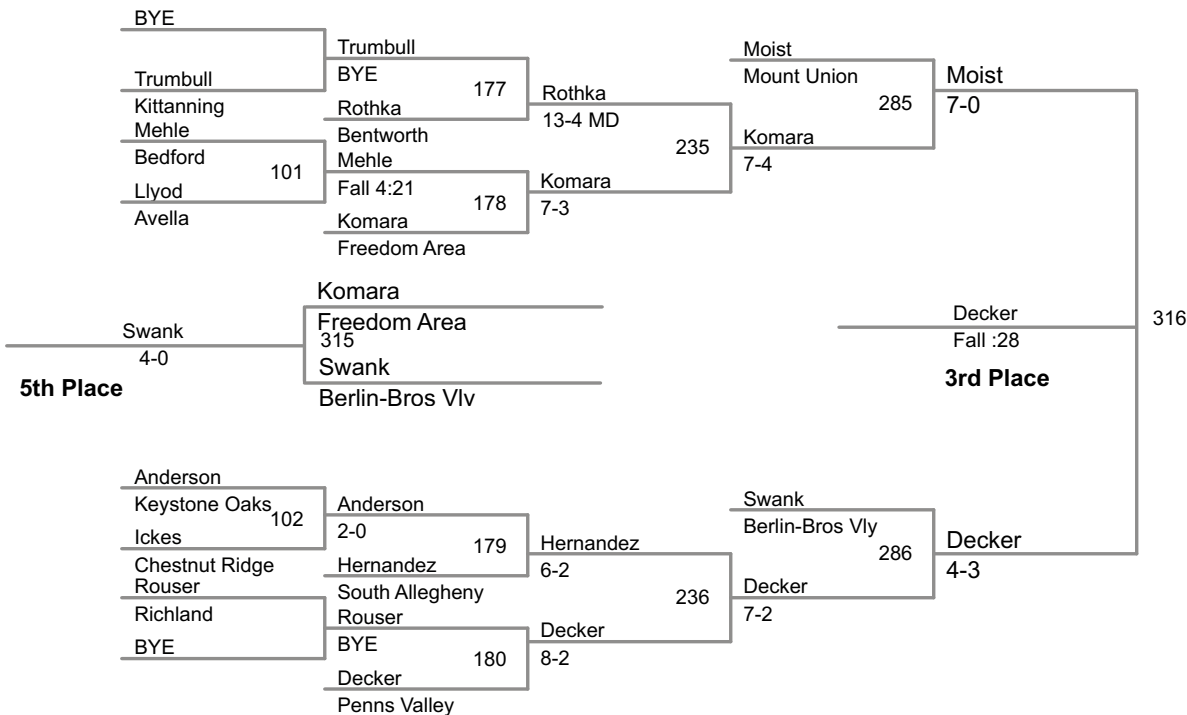 BYE
Trumbull
Kittanning
Mehle
Bedford
101
Llyod
Avella
Trumbull
BYE
177
Rothka
Bentworth
Mehle
Fall 4:21
178
Komara
Freedom Area
Rothka
13-4 MD
235
Komara
7-3
Moist
Mount Union
285
Komara
7-4
Moist
7-0
Komara
Freedom Area
315
Swank
Berlin-Bros Vlv
Swank
4-0
5th Place
Decker
Fall :28
3rd Place
316
Anderson
Keystone Oaks
102
Ickes
Chestnut Ridge
Rouser
Richland
BYE
Anderson
2-0
179
Hernandez
South Allegheny
Rouser
BYE
180
Decker
Penns Valley
Hernandez
6-2
236
Decker
8-2
Swank
Berlin-Bros Vly
286
Decker
7-2
Decker
4-3